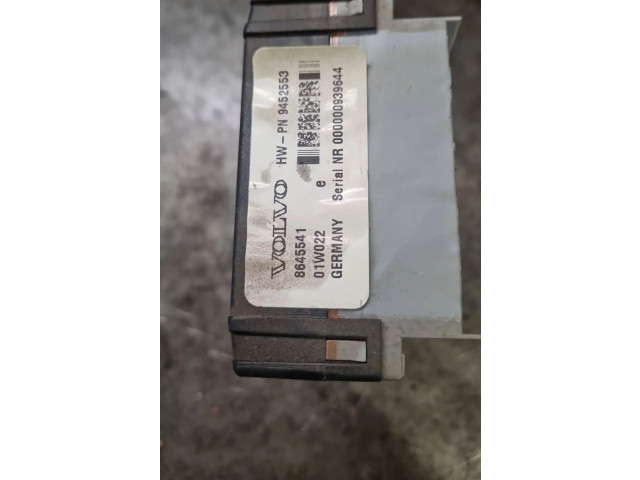 VOLVO HW-PN 9452553
8645541
01W022 e
GERMANY Serial NR 000000939644